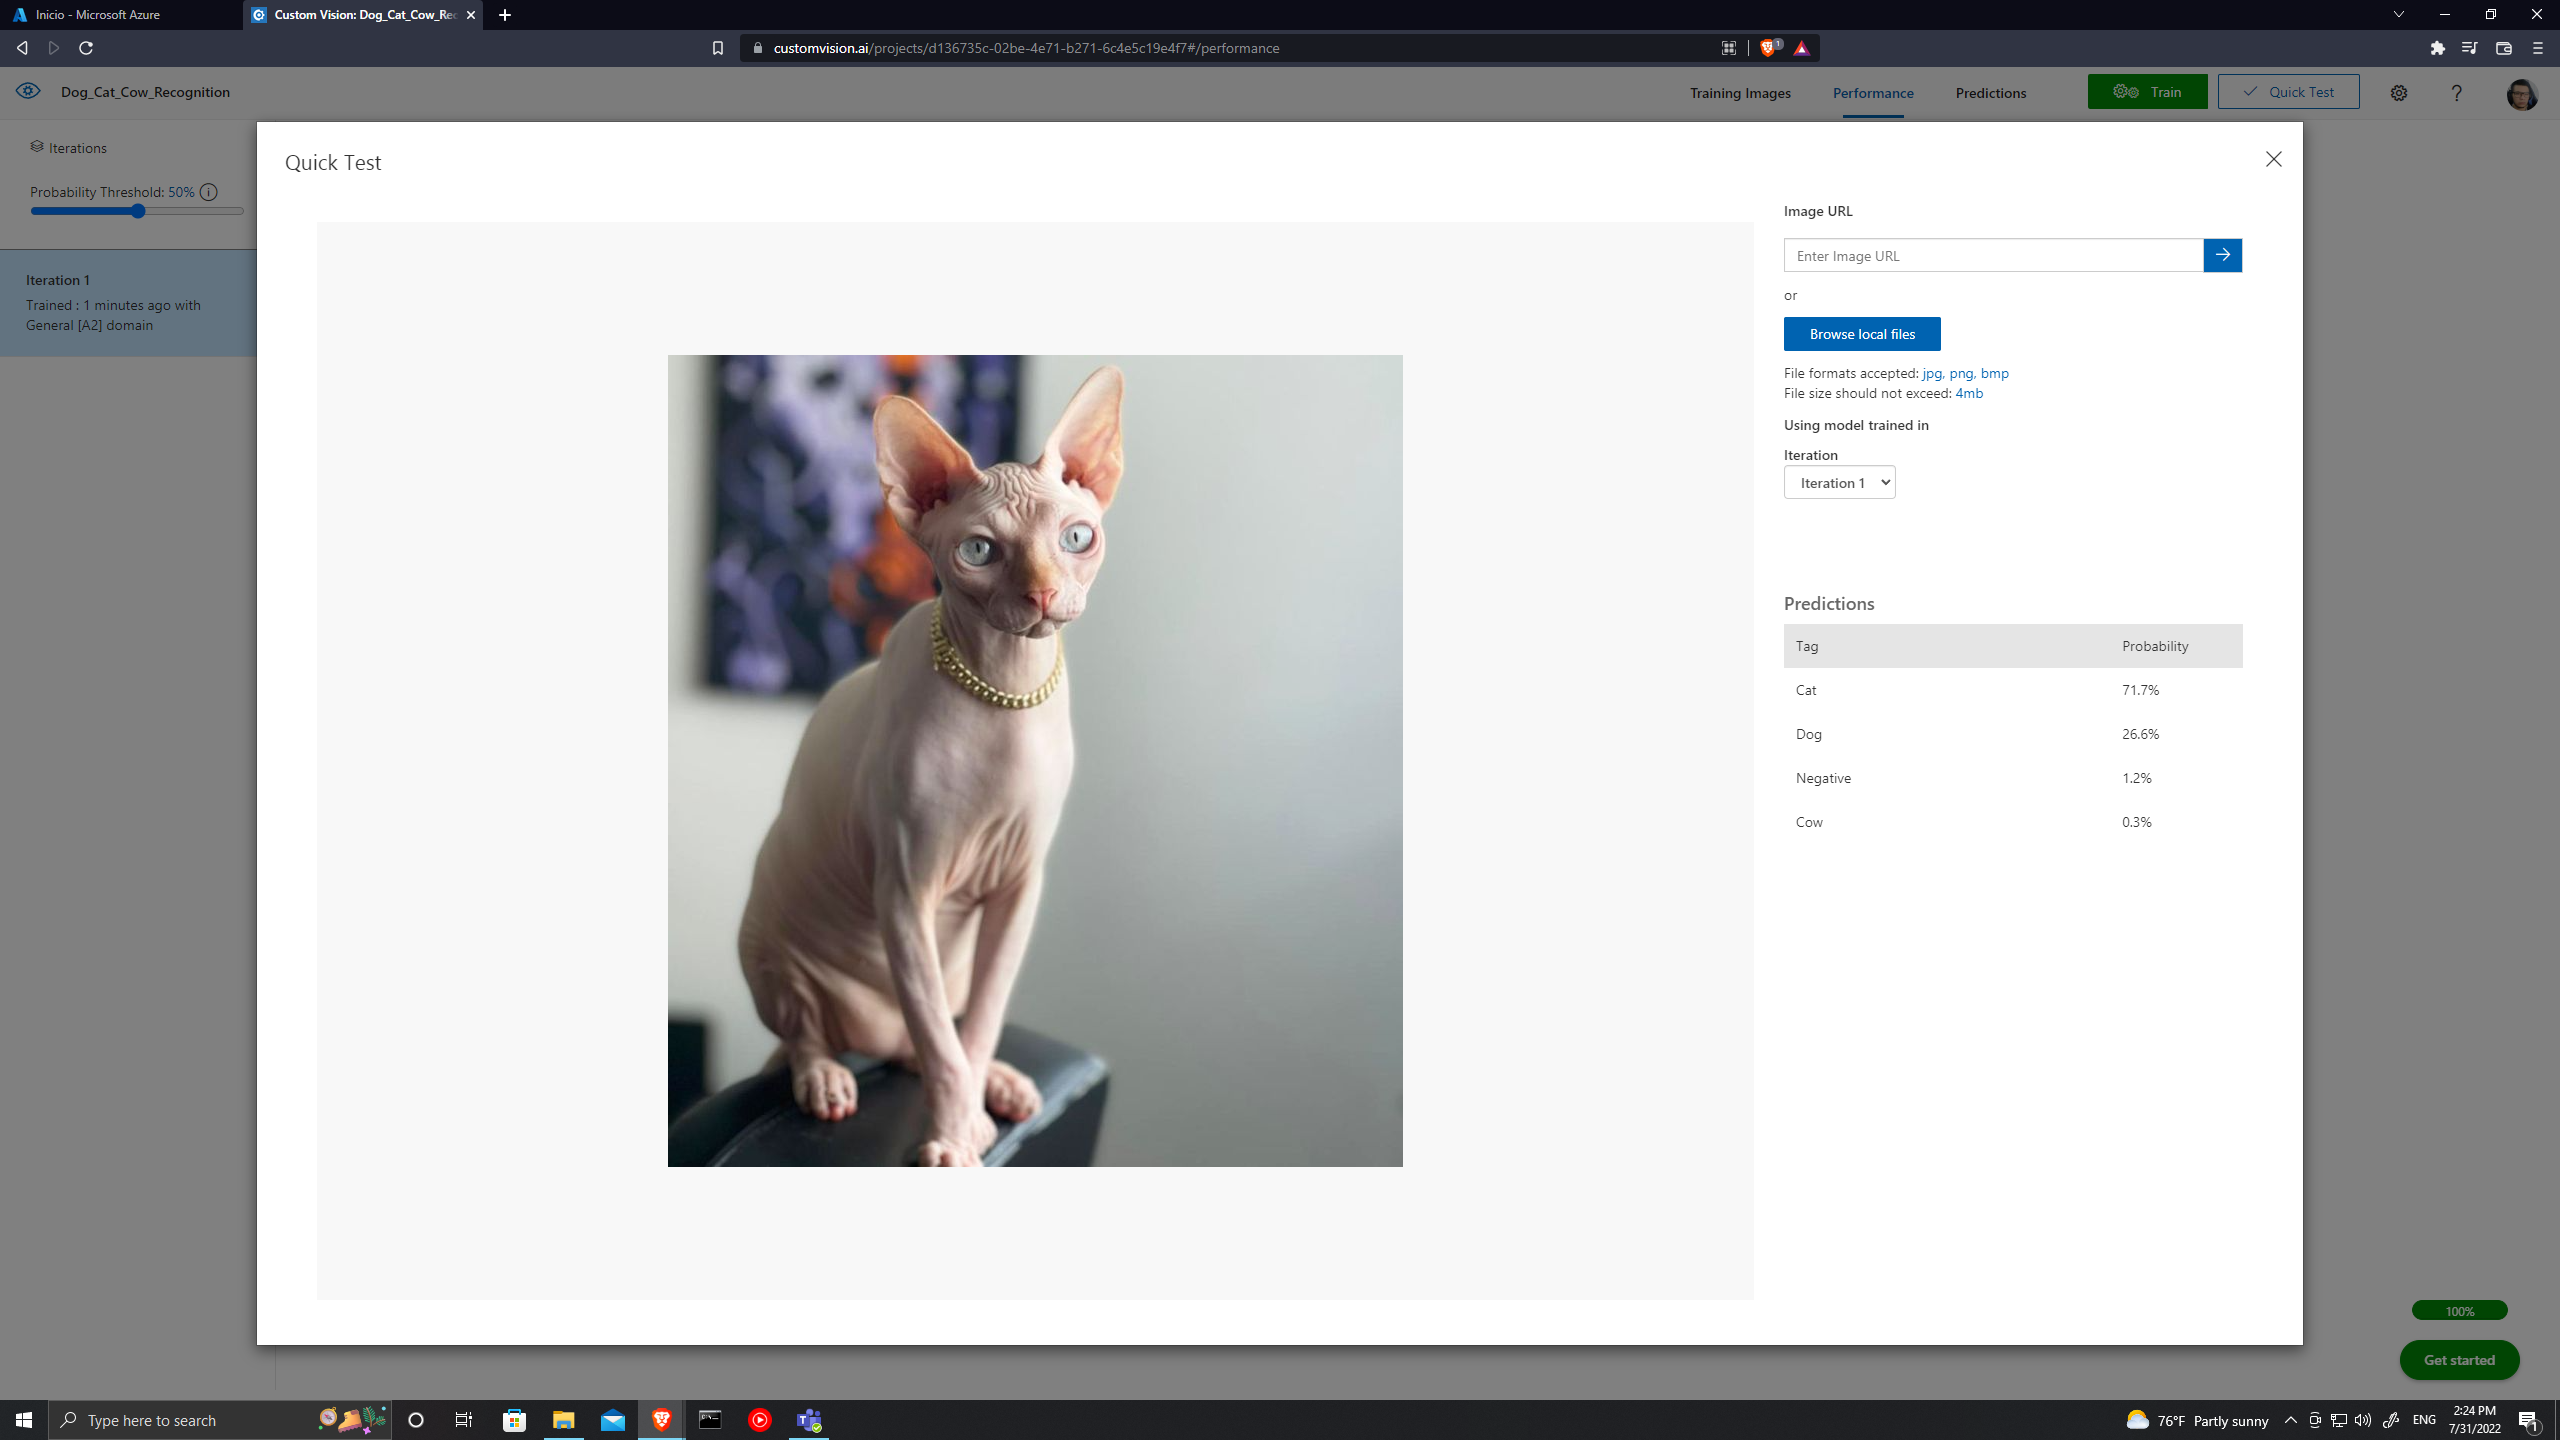 Inicio - Microsoft Azure
Custom Vision: Dog_Cat_Cow_Rec
customvision.ai/projects/d136735c-02be-4e71-b271-6c4e5c19e4f7#/performance
1
Dog_Cat_Cow_Recognition
Training Images
Performance
Predictions
Train
Quick Test
?
Iterations
Probability Threshold: 50%
Iteration 1
Trained : 1 minutes ago with
General [A2] domain
Quick Test
Image URL
Enter Image URL
or
Browse local files
File formats accepted: jpg, png, bmp
File size should not exceed: 4mb
Using model trained in
Iteration
Iteration 1
Predictions
Tag Probability
Cat 71.7%
Dog 26.6%
Negative 1.2%
Cow 0.3%
100%
Get started
Type here to search
76°F Partly sunny
ENG
2:24 PM
7/31/2022
1